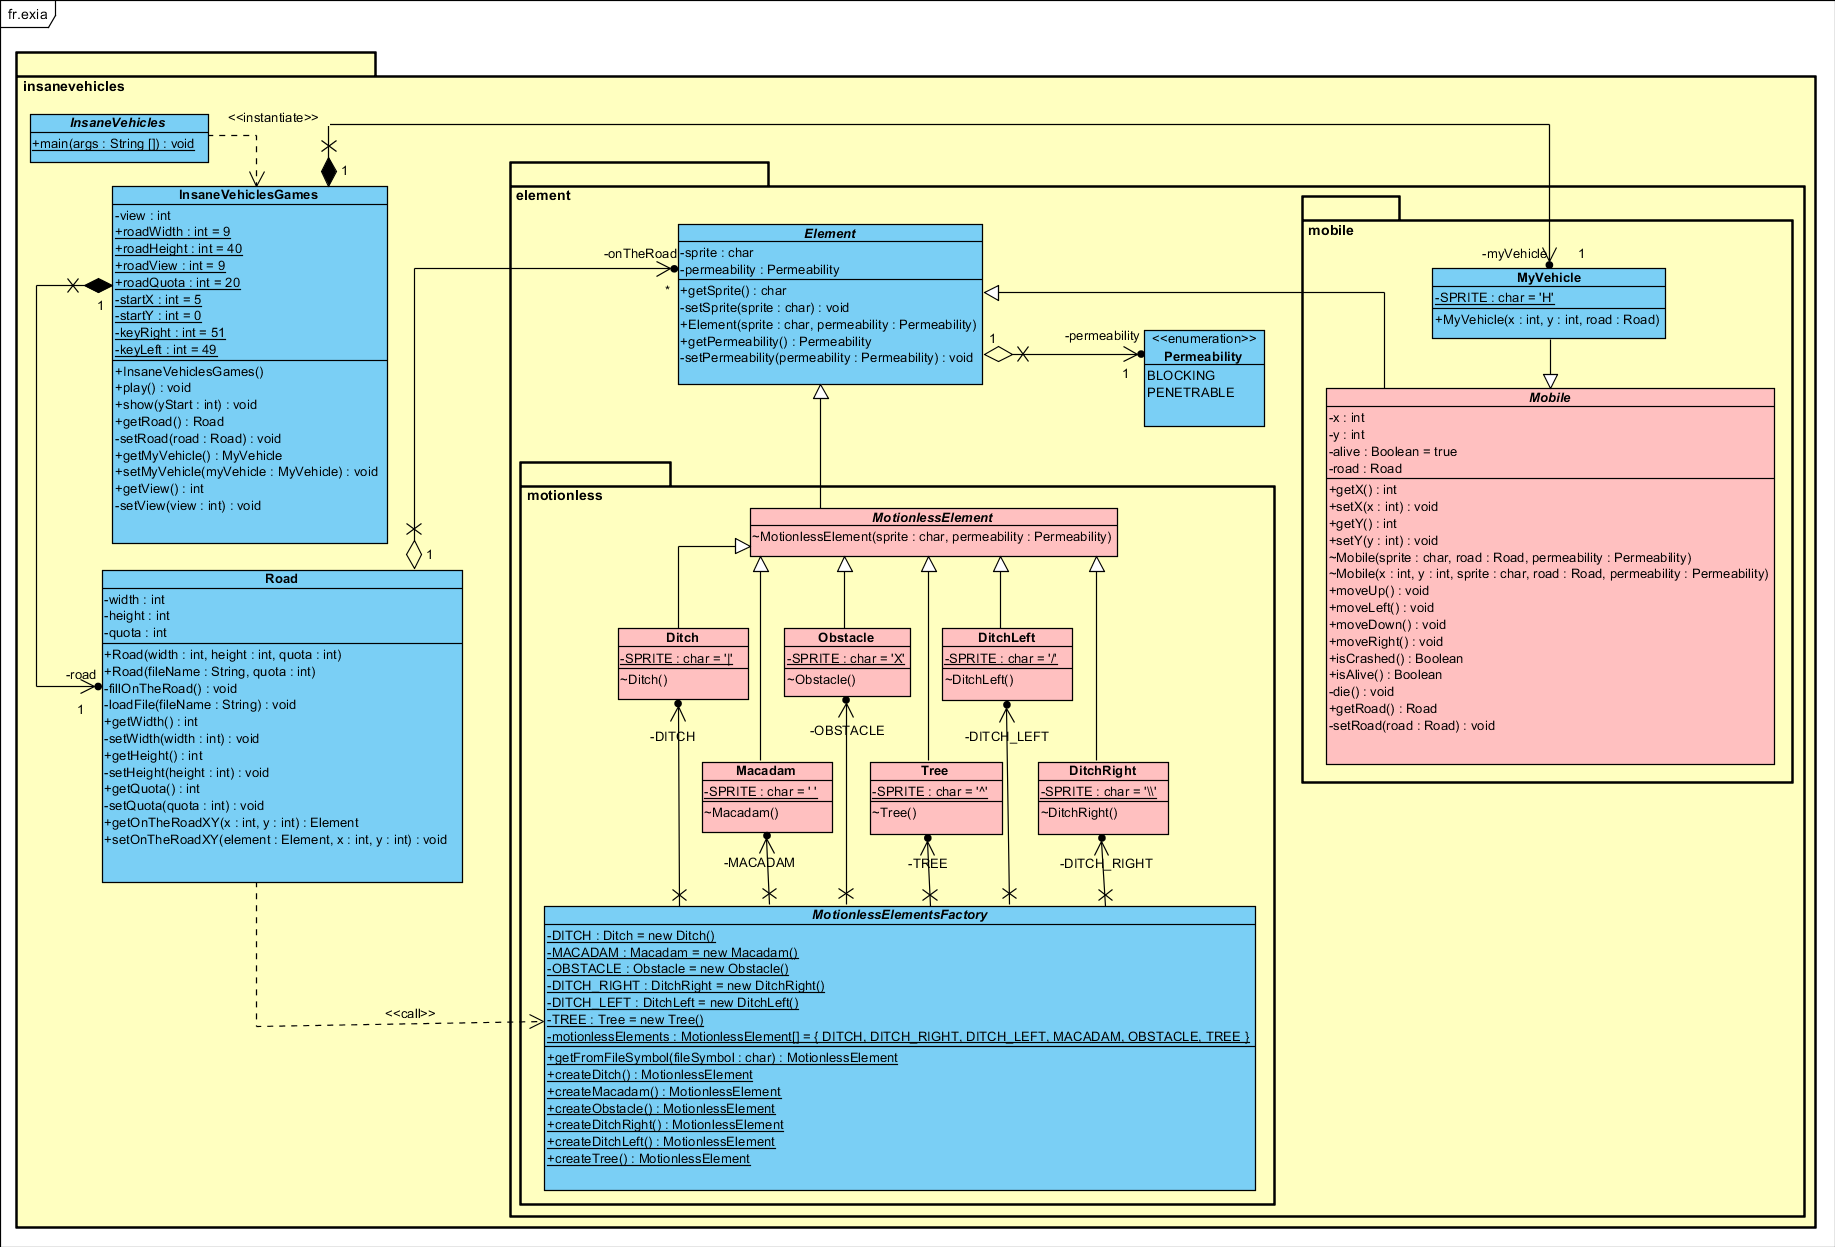 fr.exia
insanevehicles
InsaneVehicles
+main(args : String []) : void
<<instantiate>>
1
InsaneVehiclesGames
-view : int
+roadWidth : int = 9
+roadHeight : int = 40
+roadView : int = 9
+roadQuota : int = 20
-startX : int = 5
-startY : int = 0
-keyRight : int = 51
-keyLeft : int = 49
+InsaneVehiclesGames()
+play() : void
+show(yStart : int) : void
+getRoad() : Road
-setRoad(road : Road) : void
+getMyVehicle() : MyVehicle
+setMyVehicle(myVehicle : MyVehicle) : void
+getView() : int
-setView(view : int) : void
1
-road
1
1
Road
-width : int
-height : int
-quota : int
+Road(width : int, height : int, quota : int)
+Road(fileName : String, quota : int)
-fillOnTheRoad() : void
-loadFile(fileName : String) : void
+getWidth() : int
-setWidth(width : int) : void
+getHeight() : int
-setHeight(height : int) : void
+getQuota() : int
-setQuota(quota : int) : void
+getOnTheRoadXY(x : int, y : int) : Element
+setOnTheRoadXY(element : Element, x : int, y : int) : void
<<call>>
element
-onTheRoad
*
Element
-sprite : char
-permeability : Permeability
+getSprite() : char
-setSprite(sprite : char) : void
+Element(sprite : char, permeability : Permeability)
+getPermeability() : Permeability
-setPermeability(permeability : Permeability) : void
1
-permeability
1
<<enumeration>>
Permeability
BLOCKING
PENETRABLE
mobile
-myVehicle
1
MyVehicle
-SPRITE : char = 'H'
+MyVehicle(x : int, y : int, road : Road)
Mobile
-x : int
-y : int
-alive : Boolean = true
-road : Road
+getX() : int
+setX(x : int) : void
+getY() : int
+setY(y : int) : void
~Mobile(sprite : char, road : Road, permeability : Permeability)
~Mobile(x : int, y : int, sprite : char, road : Road, permeability : Permeability)
+moveUp() : void
+moveLeft() : void
+moveDown() : void
+moveRight() : void
+isCrashed() : Boolean
+isAlive() : Boolean
-die() : void
+getRoad() : Road
-setRoad(road : Road) : void
motionless
MotionlessElement
~MotionlessElement(sprite : char, permeability : Permeability)
Ditch
-SPRITE : char = '|'
~Ditch()
Obstacle
-SPRITE : char = 'X'
~Obstacle()
DitchLeft
-SPRITE : char = '/'
~DitchLeft()
-DITCH
-OBSTACLE
-DITCH_LEFT
Macadam
-SPRITE : char = ' '
~Macadam()
Tree
-SPRITE : char = '^'
~Tree()
DitchRight
-SPRITE : char = '\\'
~DitchRight()
-MACADAM
-TREE
-DITCH_RIGHT
MotionlessElementsFactory
-DITCH : Ditch = new Ditch()
-MACADAM : Macadam = new Macadam()
-OBSTACLE : Obstacle = new Obstacle()
-DITCH_RIGHT : DitchRight = new DitchRight()
-DITCH_LEFT : DitchLeft = new DitchLeft()
-TREE : Tree = new Tree()
-motionlessElements : MotionlessElement[] = { DITCH, DITCH_RIGHT, DITCH_LEFT, MACADAM, OBSTACLE, TREE }
+getFromFileSymbol(fileSymbol : char) : MotionlessElement
+createDitch() : MotionlessElement
+createMacadam() : MotionlessElement
+createObstacle() : MotionlessElement
+createDitchRight() : MotionlessElement
+createDitchLeft() : MotionlessElement
+createTree() : MotionlessElement